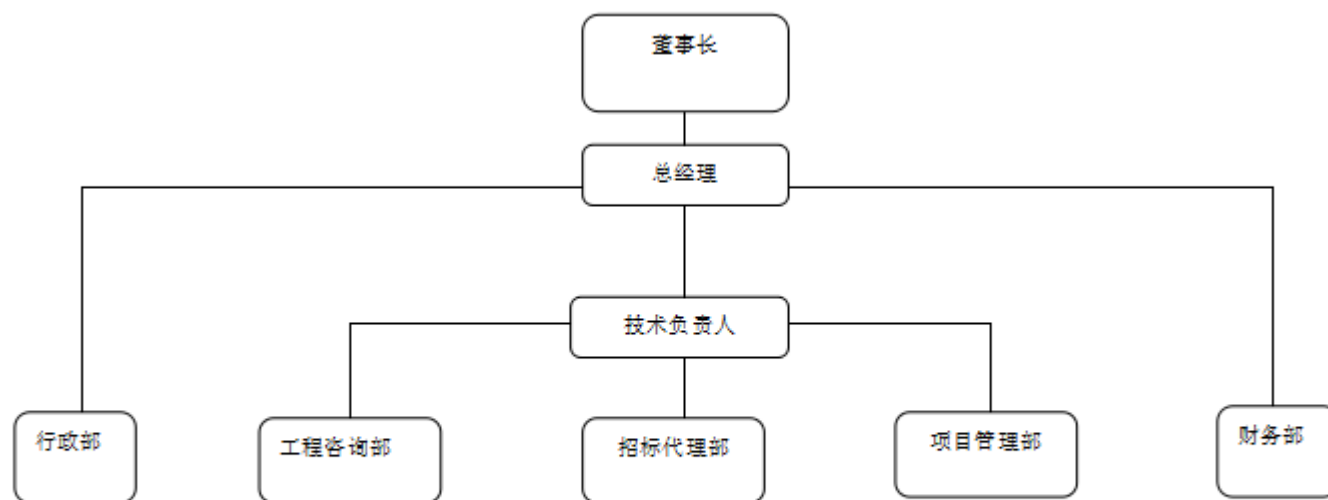 董事长
总经理
技术负责人
行政部
工程咨询部
招标代理部
项目管理部
财务部